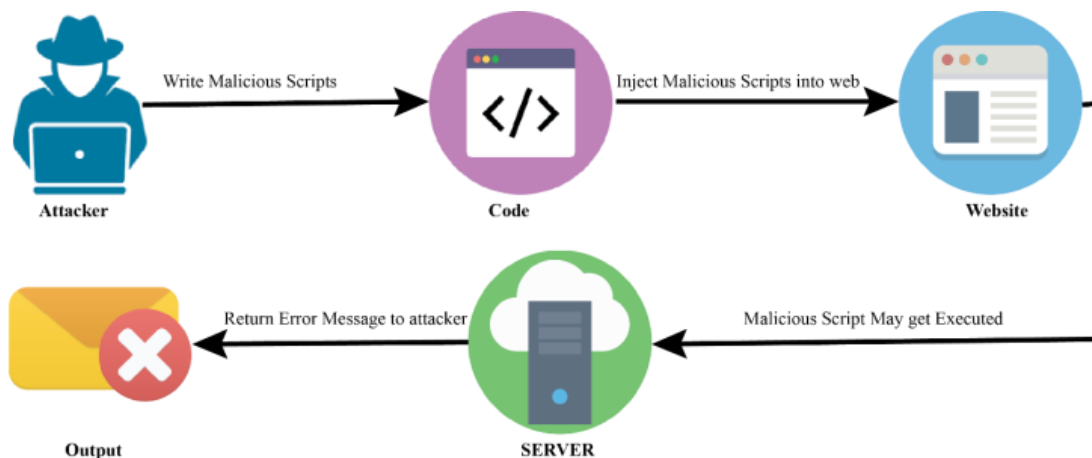 Write Malicious Scripts
Inject Malicious Scripts into web
</>
Attacker
Code
Website
Return Error Message to attacker
Malicious Script May get Executed
Output
SERVER